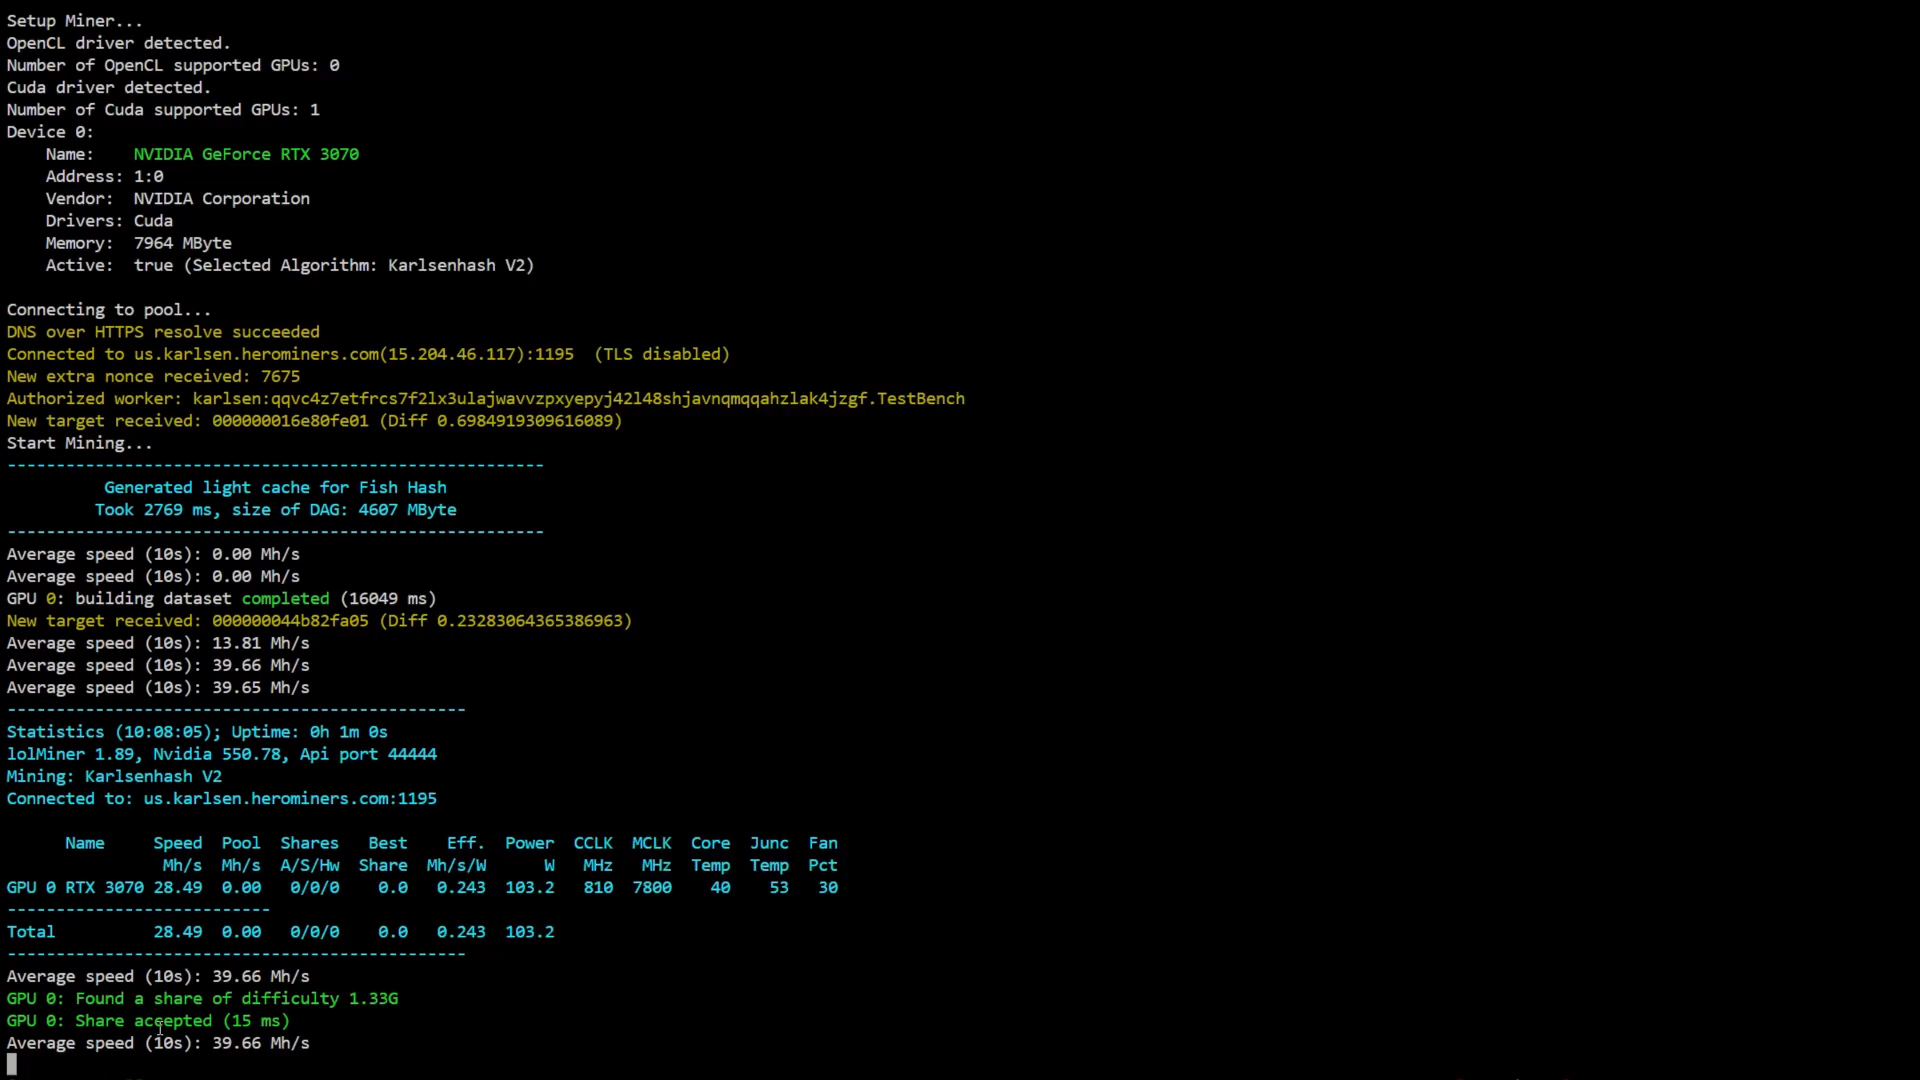 Setup Miner...
OpenCL driver detected.
Number of OpenCL supported GPUs: 0
Cuda driver detected.
Number of Cuda supported GPUs: 1
Device 0:
    Name:    NVIDIA GeForce RTX 3070
    Address: 1:0
    Vendor:  NVIDIA Corporation
    Drivers: Cuda
    Memory:  7964 MByte
    Active:  true (Selected Algorithm: Karlsenhash V2)

Connecting to pool...
DNS over HTTPS resolve succeeded
Connected to us.karlsen.herominers.com(15.204.46.117):1195  (TLS disabled)
New extra nonce received: 7675
Authorized worker: karlsen:qqvc4z7etfrcs7f2lx3ulajwavvzpxyepyj42l48shjavnqmqqahzlak4jzgf.TestBench
New target received: 000000016e80fe01 (Diff 0.6984919309616089)
Start Mining...
-------------------------------------------------------
          Generated light cache for Fish Hash
         Took 2769 ms, size of DAG: 4607 MByte
-------------------------------------------------------
Average speed (10s): 0.00 Mh/s
Average speed (10s): 0.00 Mh/s
GPU 0: building dataset completed (16049 ms)
New target received: 000000044b82fa05 (Diff 0.23283064365386963)
Average speed (10s): 13.81 Mh/s
Average speed (10s): 39.66 Mh/s
Average speed (10s): 39.65 Mh/s
-----------------------------------------------
Statistics (10:08:05); Uptime: 0h 1m 0s
lolMiner 1.89, Nvidia 550.78, Api port 44444
Mining: Karlsenhash V2
Connected to: us.karlsen.herominers.com:1195

      Name     Speed  Pool  Shares   Best    Eff.  Power  CCLK  MCLK  Core  Junc  Fan
                Mh/s  Mh/s  A/S/Hw  Share  Mh/s/W      W   MHz   MHz  Temp  Temp  Pct
GPU 0 RTX 3070 28.49  0.00   0/0/0    0.0   0.243  103.2   810  7800    40    53   30
---------------------------
Total          28.49  0.00   0/0/0    0.0   0.243  103.2
-----------------------------------------------
Average speed (10s): 39.66 Mh/s
GPU 0: Found a share of difficulty 1.33G
GPU 0: Share accepted (15 ms)
Average speed (10s): 39.66 Mh/s